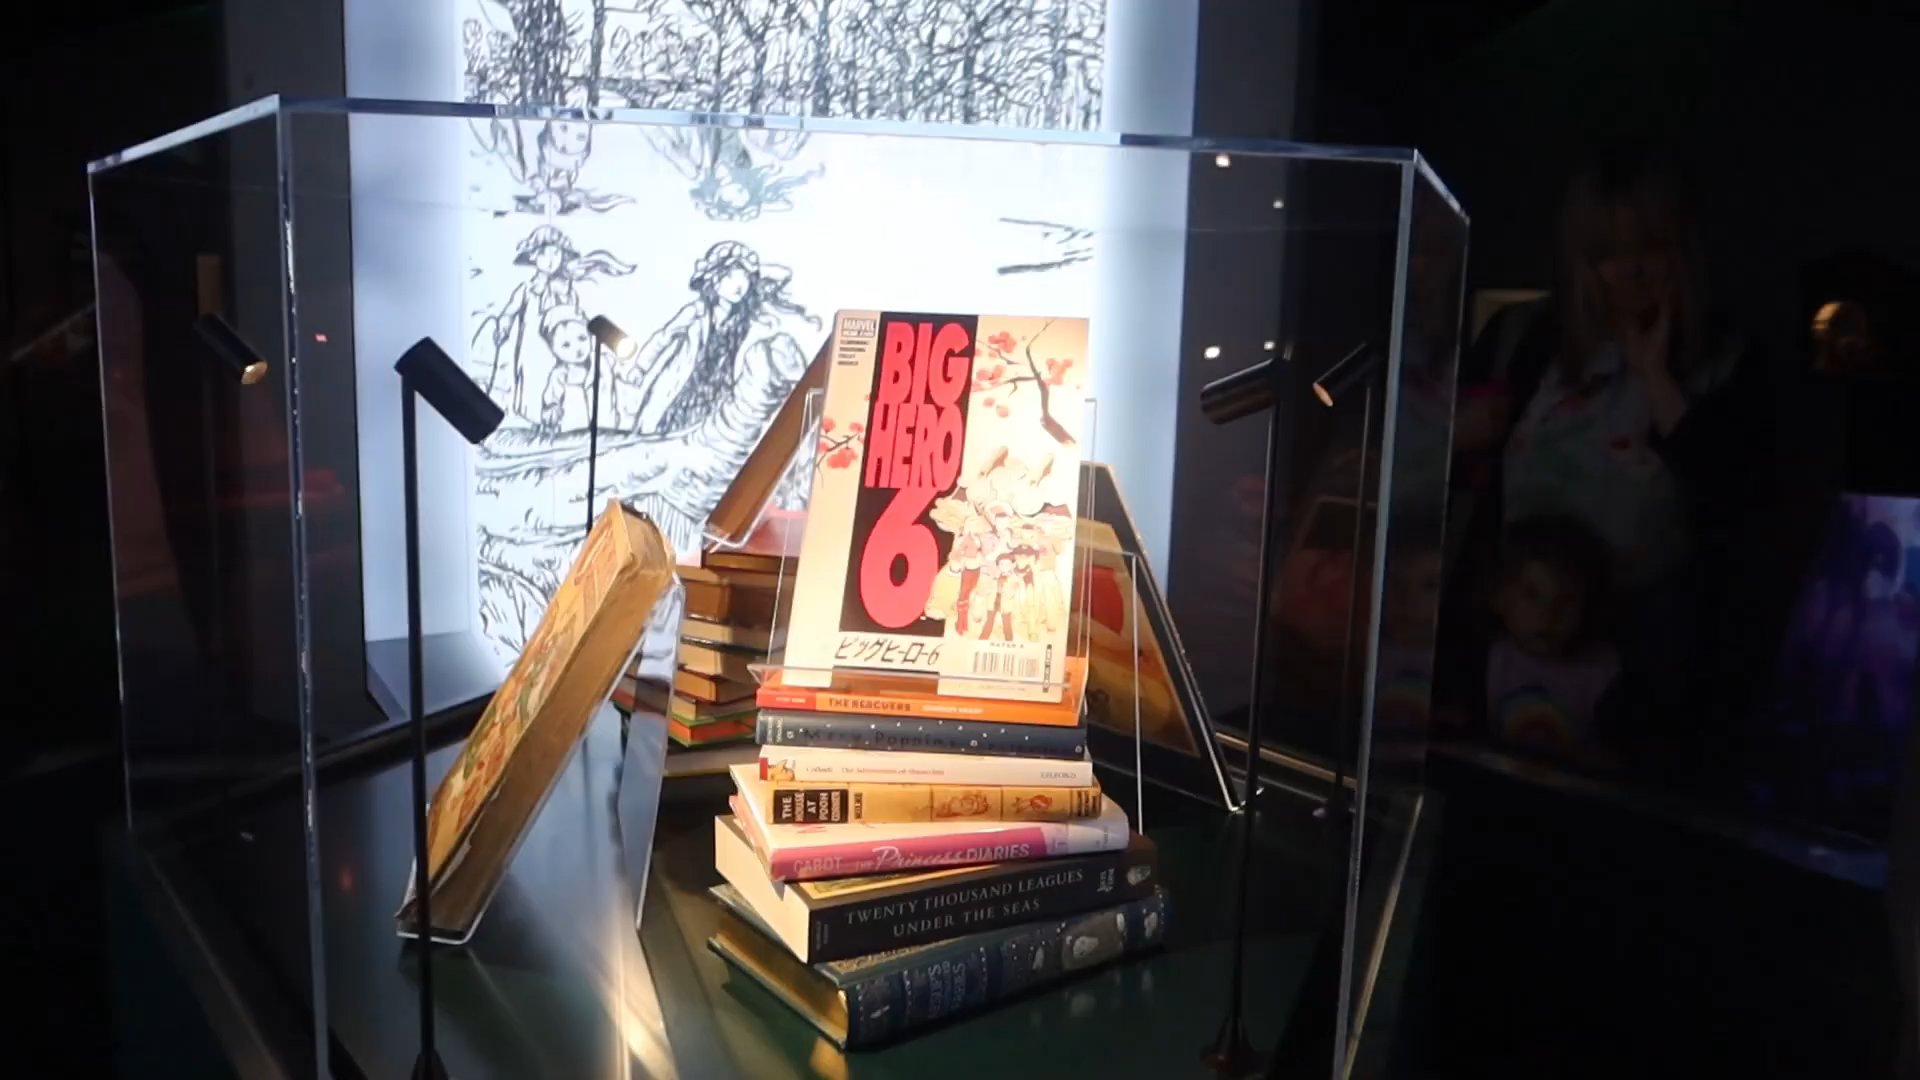 MARVEL
BIG
HERO
6
ビッグヒーロー6
THE RESCUERS
Mary Poppins
Collodi The Adventures of Pinocchio
OXFORD
THE
HOUSE
AT
POOH
CORNER
CABOT THE Princess DIARIES
TWENTY THOUSAND LEAGUES
UNDER THE SEAS